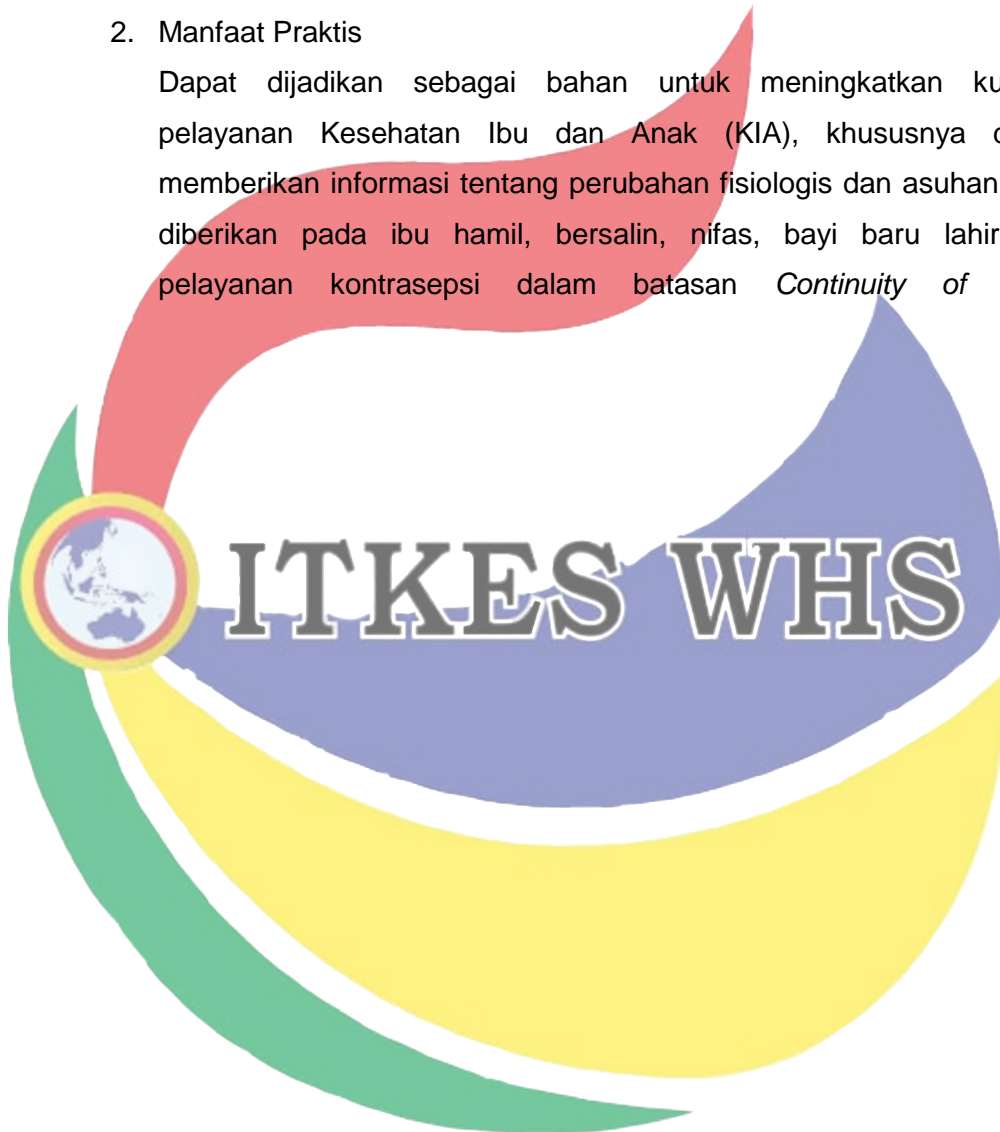 2. Manfaat Praktis
Dapat dijadikan sebagai bahan untuk meningkatkan
pelayanan Kesehatan Ibu dan Anak (KIA), khususnya
memberikan informasi tentang perubahan fisiologis dan asuhan
diberikan pada ibu hamil, bersalin, nifas, bayi baru lahir
pelayanan kontrasepsi dalam batasan Continuity of
ITKES WHS